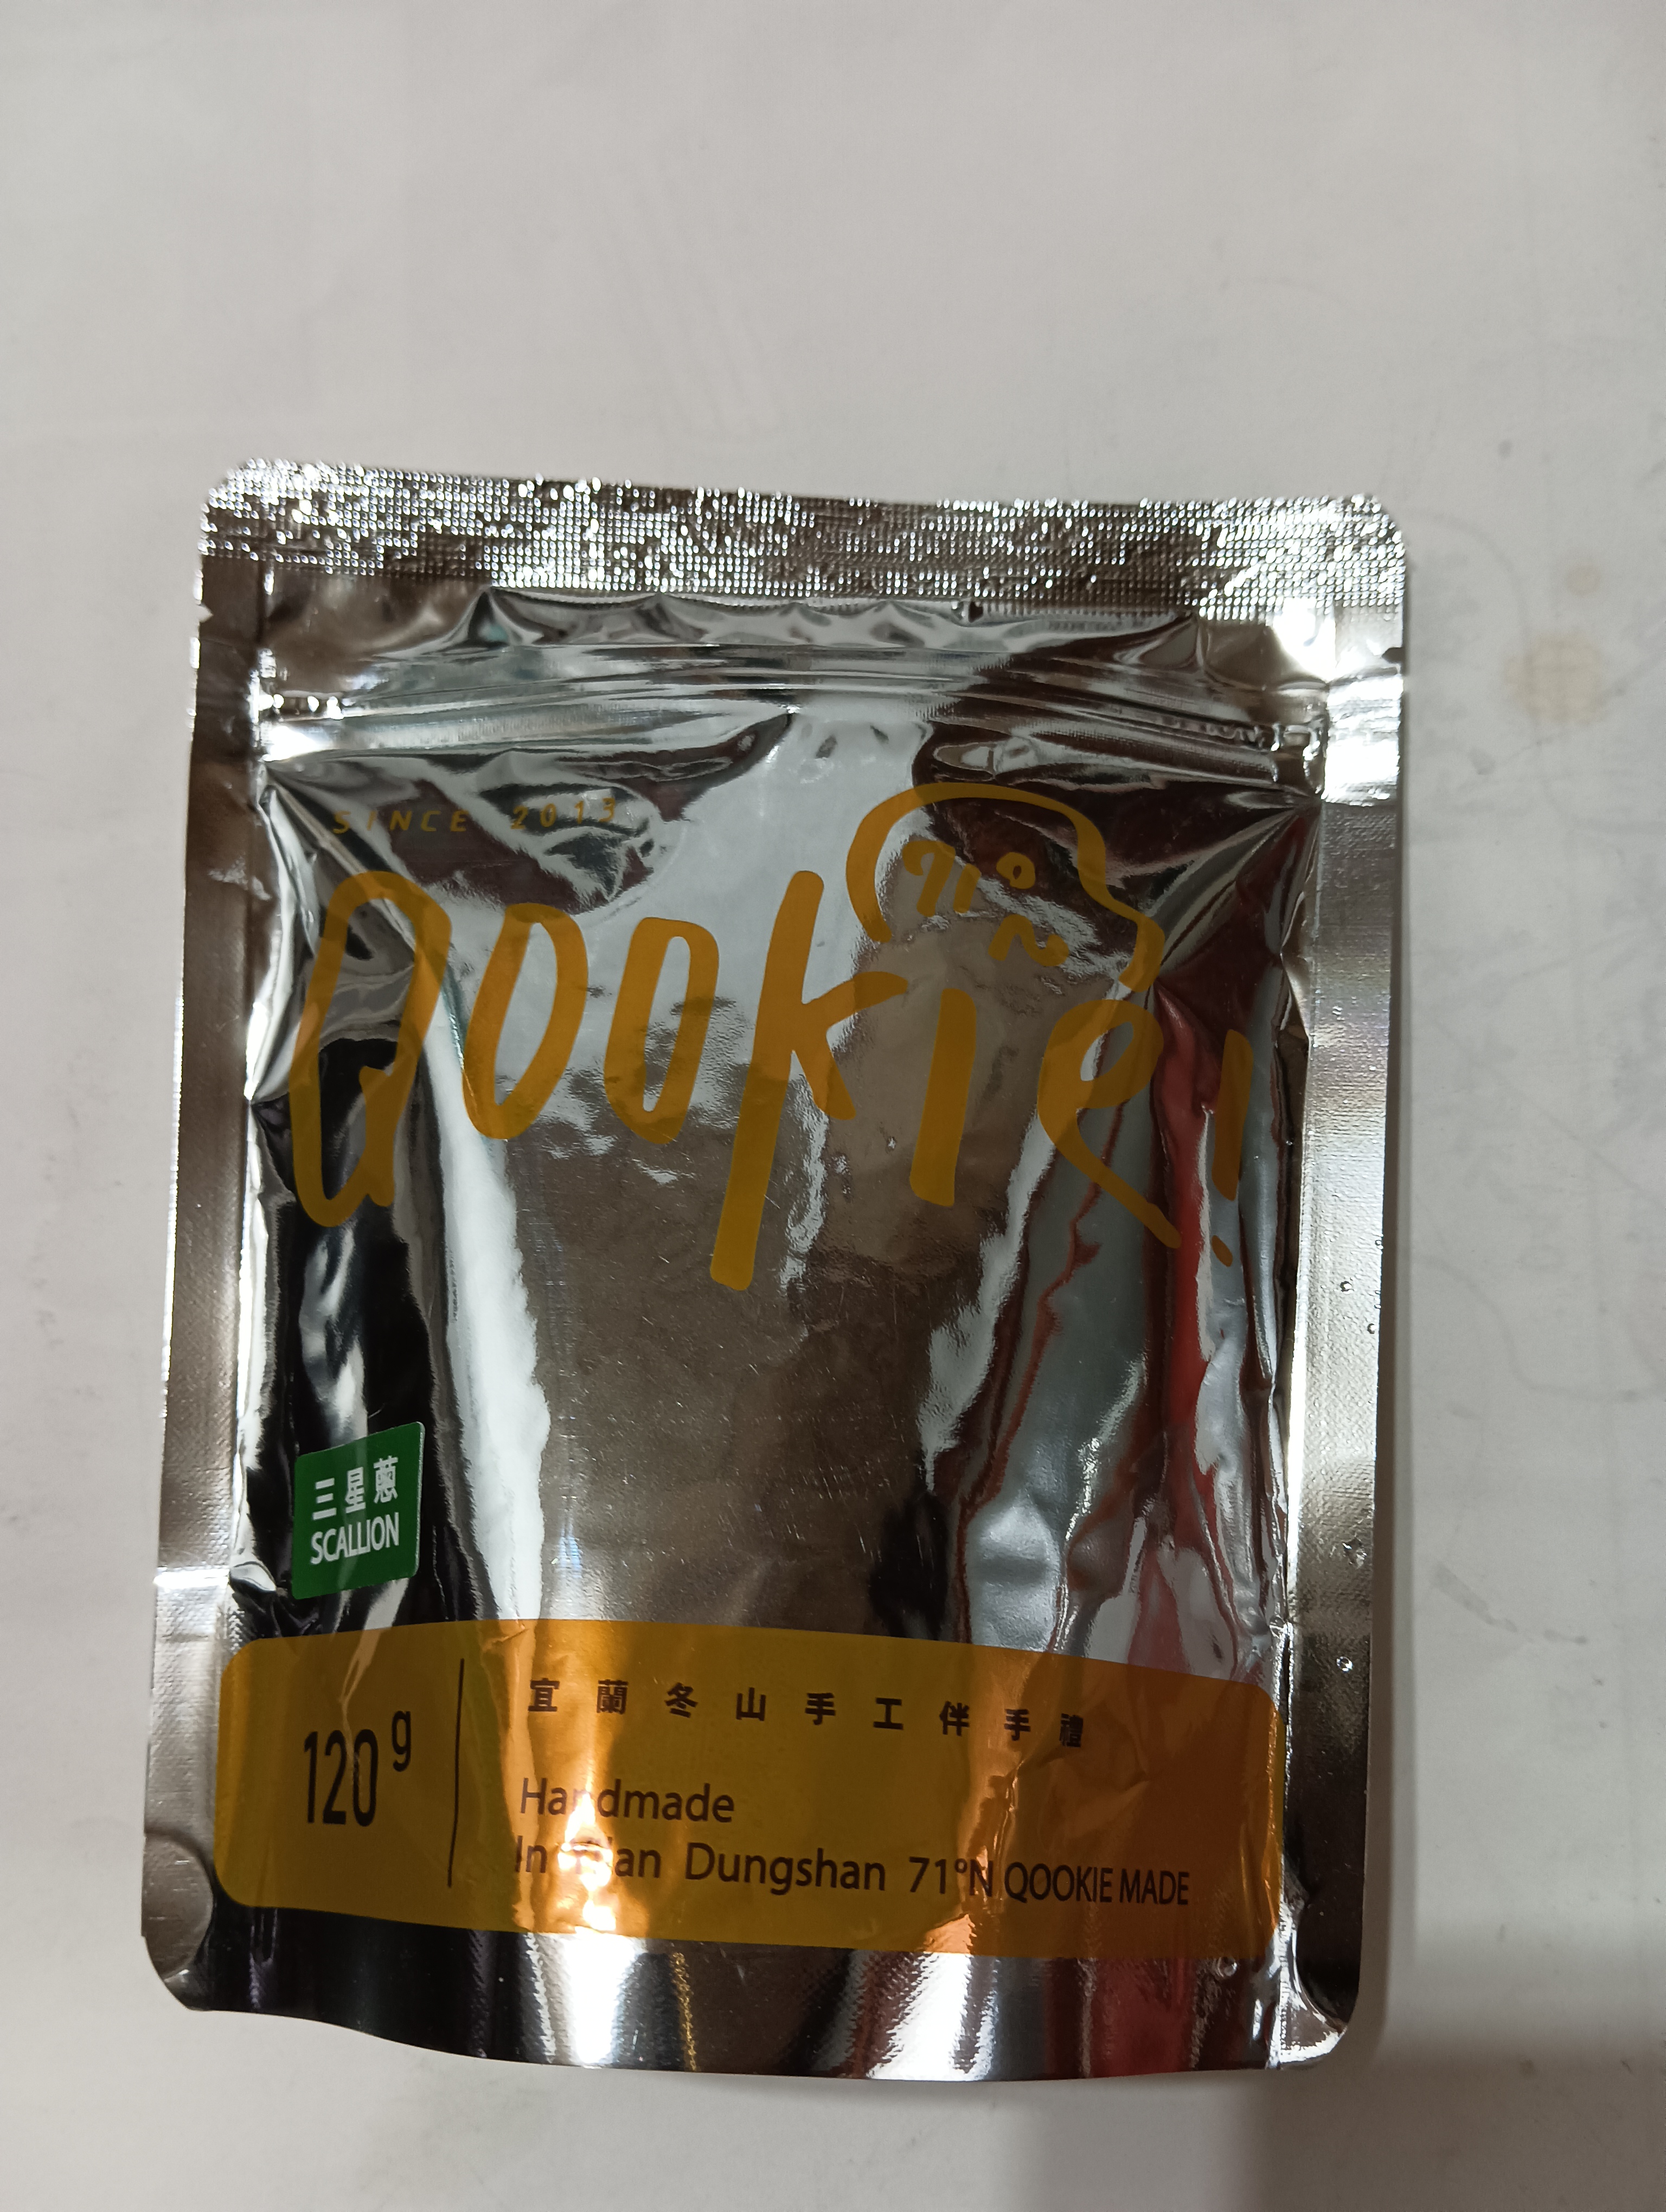 SINCE 2013
QOOKiE!
三星蔥
SCALLION
120g
宜蘭冬山手工伴手禮
Handmade
In Dungshan 71°N QOOKIE MADE